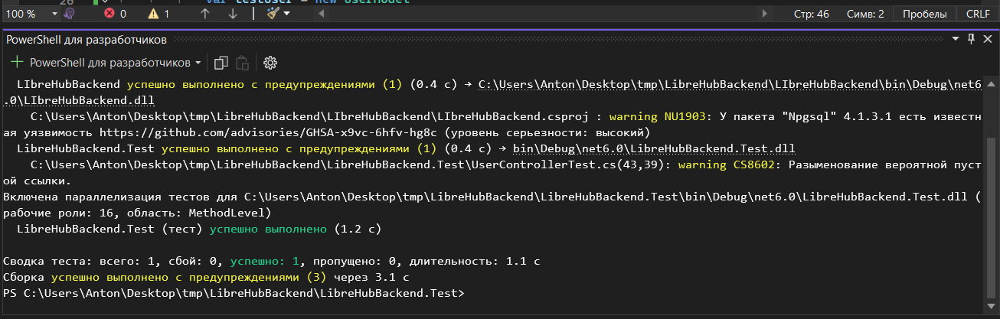 26
var testUser = new UserModel
100 %
0
1
Стр: 46
Симв: 2
Пробелы
CRLF
PowerShell для разработчиков
PowerShell для разработчиков
LIbreHubBackend успешно выполнено с предупреждениями (1) (0.4 с) → C:\Users\Anton\Desktop\tmp\LibreHubBackend\LIbreHubBackend\bin\Debug\net6
.0\LIbreHubBackend.dll
C:\Users\Anton\Desktop\tmp\LibreHubBackend\LIbreHubBackend\LIbreHubBackend.csproj : warning NU1903: У пакета "Npgsql" 4.1.3.1 есть известн
ая уязвимость https://github.com/advisories/GHSA-x9vc-6hfv-hg8c (уровень серьезности: высокий)
LibreHubBackend.Test успешно выполнено с предупреждениями (1) (0.4 с) → bin\Debug\net6.0\LibreHubBackend.Test.dll
C:\Users\Anton\Desktop\tmp\LibreHubBackend\LibreHubBackend.Test\UserControllerTest.cs(43,39): warning CS8602: Разыменование вероятной пуст
ой ссылки.
Включена параллелизация тестов для C:\Users\Anton\Desktop\tmp\LibreHubBackend\LibreHubBackend.Test\bin\Debug\net6.0\LibreHubBackend.Test.dll (
рабочие роли: 16, область: MethodLevel)
LibreHubBackend.Test (тест) успешно выполнено (1.2 с)
Сводка теста: всего: 1, сбой: 0, успешно: 1, пропущено: 0, длительность: 1.1 с
Сборка успешно выполнено с предупреждениями (3) через 3.1 с
PS C:\Users\Anton\Desktop\tmp\LibreHubBackend\LibreHubBackend.Test>